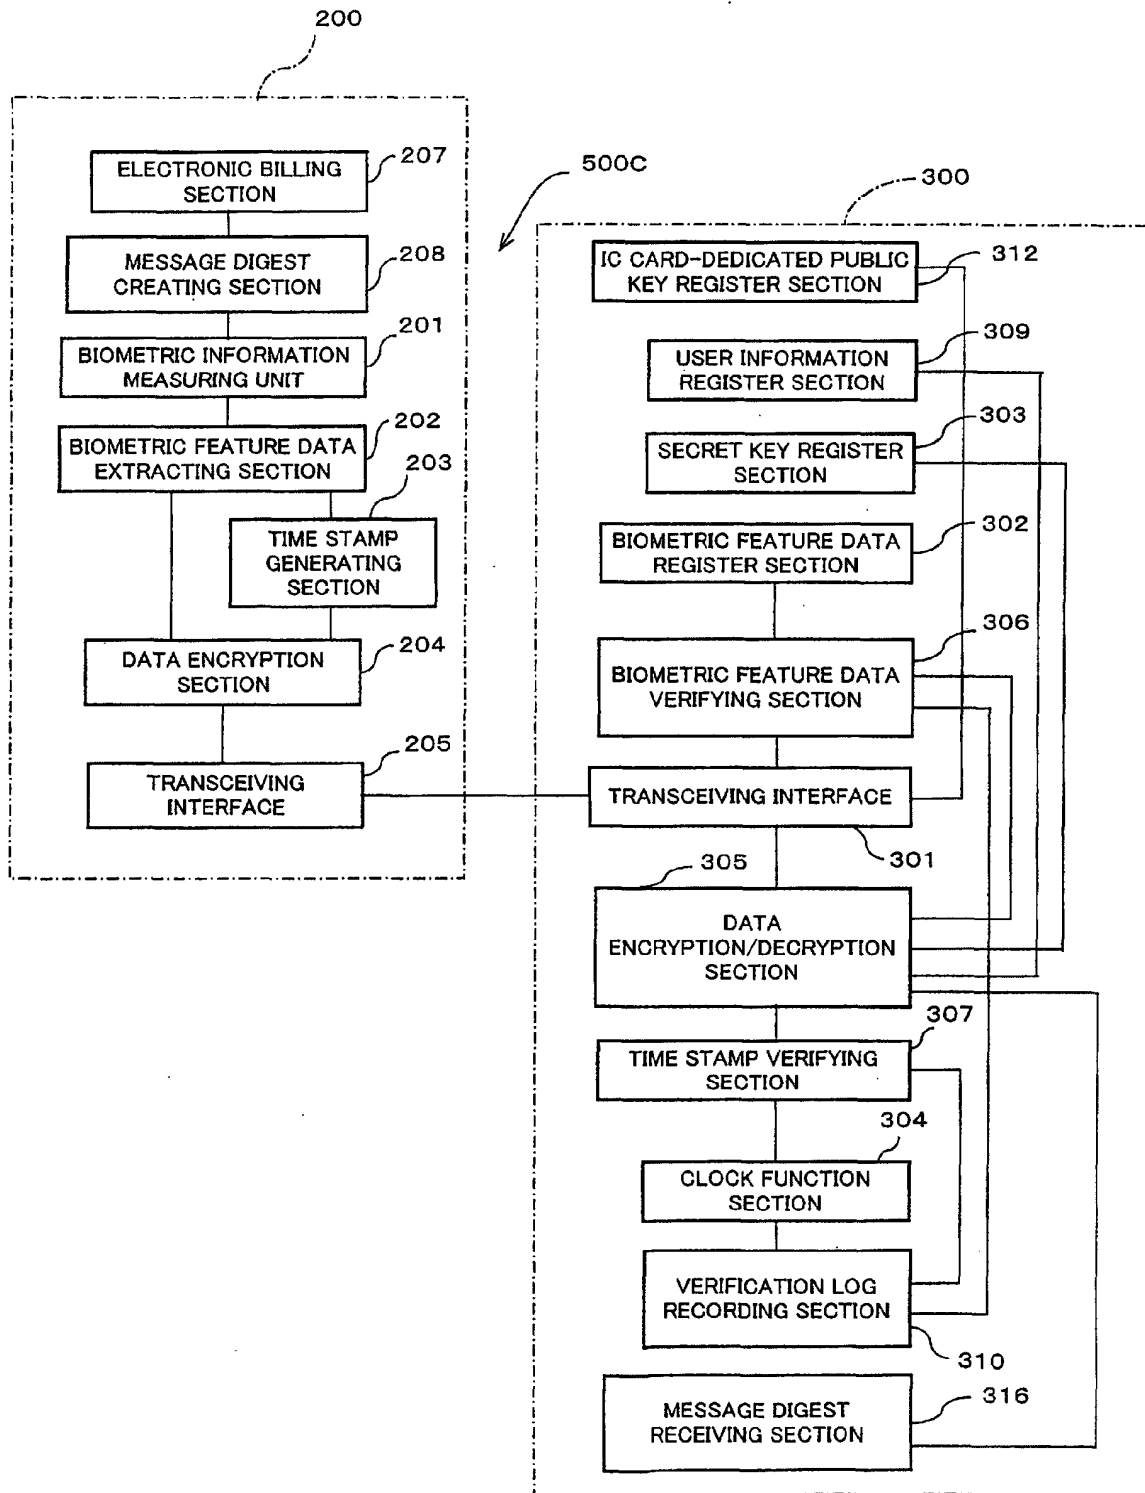 200
ELECTRONIC BILLING
SECTION
207
MESSAGE DIGEST
CREATING SECTION
208
BIOMETRIC INFORMATION
MEASURING UNIT
201
BIOMETRIC FEATURE DATA
EXTRACTING SECTION
202
203
TIME STAMP
GENERATING
SECTION
DATA ENCRYPTION
SECTION
204
TRANSCEIVING
INTERFACE
205
500C
300
IC CARD-DEDICATED PUBLIC
KEY REGISTER SECTION
312
USER INFORMATION
REGISTER SECTION
309
SECRET KEY REGISTER
SECTION
303
BIOMETRIC FEATURE DATA
REGISTER SECTION
302
BIOMETRIC FEATURE DATA
VERIFYING SECTION
306
TRANSCEIVING INTERFACE
301
305
DATA
ENCRYPTION/DECRYPTION
SECTION
307
TIME STAMP VERIFYING
SECTION
304
CLOCK FUNCTION
SECTION
VERIFICATION LOG
RECORDING SECTION
310
MESSAGE DIGEST
RECEIVING SECTION
316